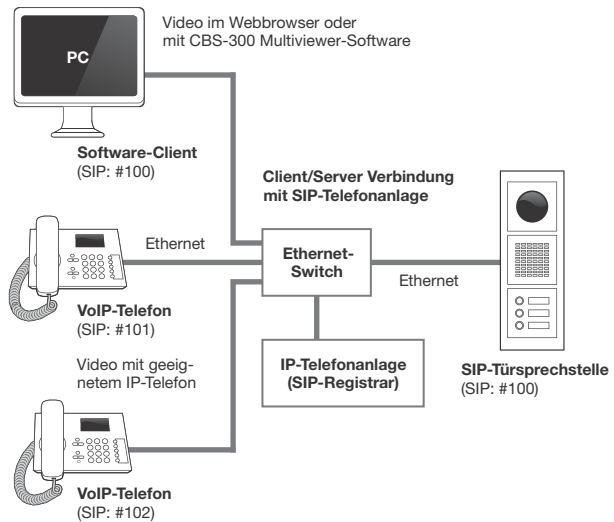 Video im Webbrowser oder
mit CBS-300 Multiviewer-Software
PC
Software-Client
(SIP: #100)
Client/Server Verbindung
mit SIP-Telefonanlage
Ethernet
Ethernet-
Switch
Ethernet
VoIP-Telefon
(SIP: #101)
Video mit geeig-
netem IP-Telefon
IP-Telefonanlage
(SIP-Registrar)
SIP-Türsprechstelle
(SIP: #100)
VoIP-Telefon
(SIP: #102)